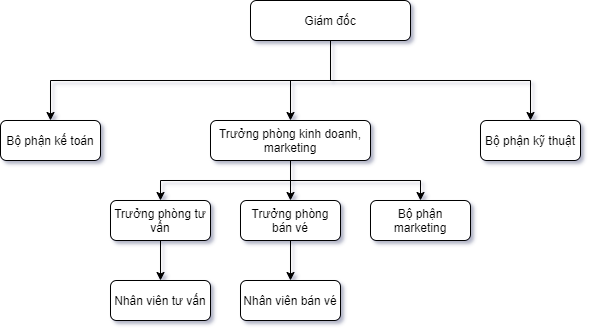 Giám đốc
Bộ phận kế toán
Trưởng phòng kinh doanh,
marketing
Bộ phận kỹ thuật
Trưởng phòng tư
vấn
Trưởng phòng
bán vé
Bộ phận
marketing
Nhân viên tư vấn
Nhân viên bán vé